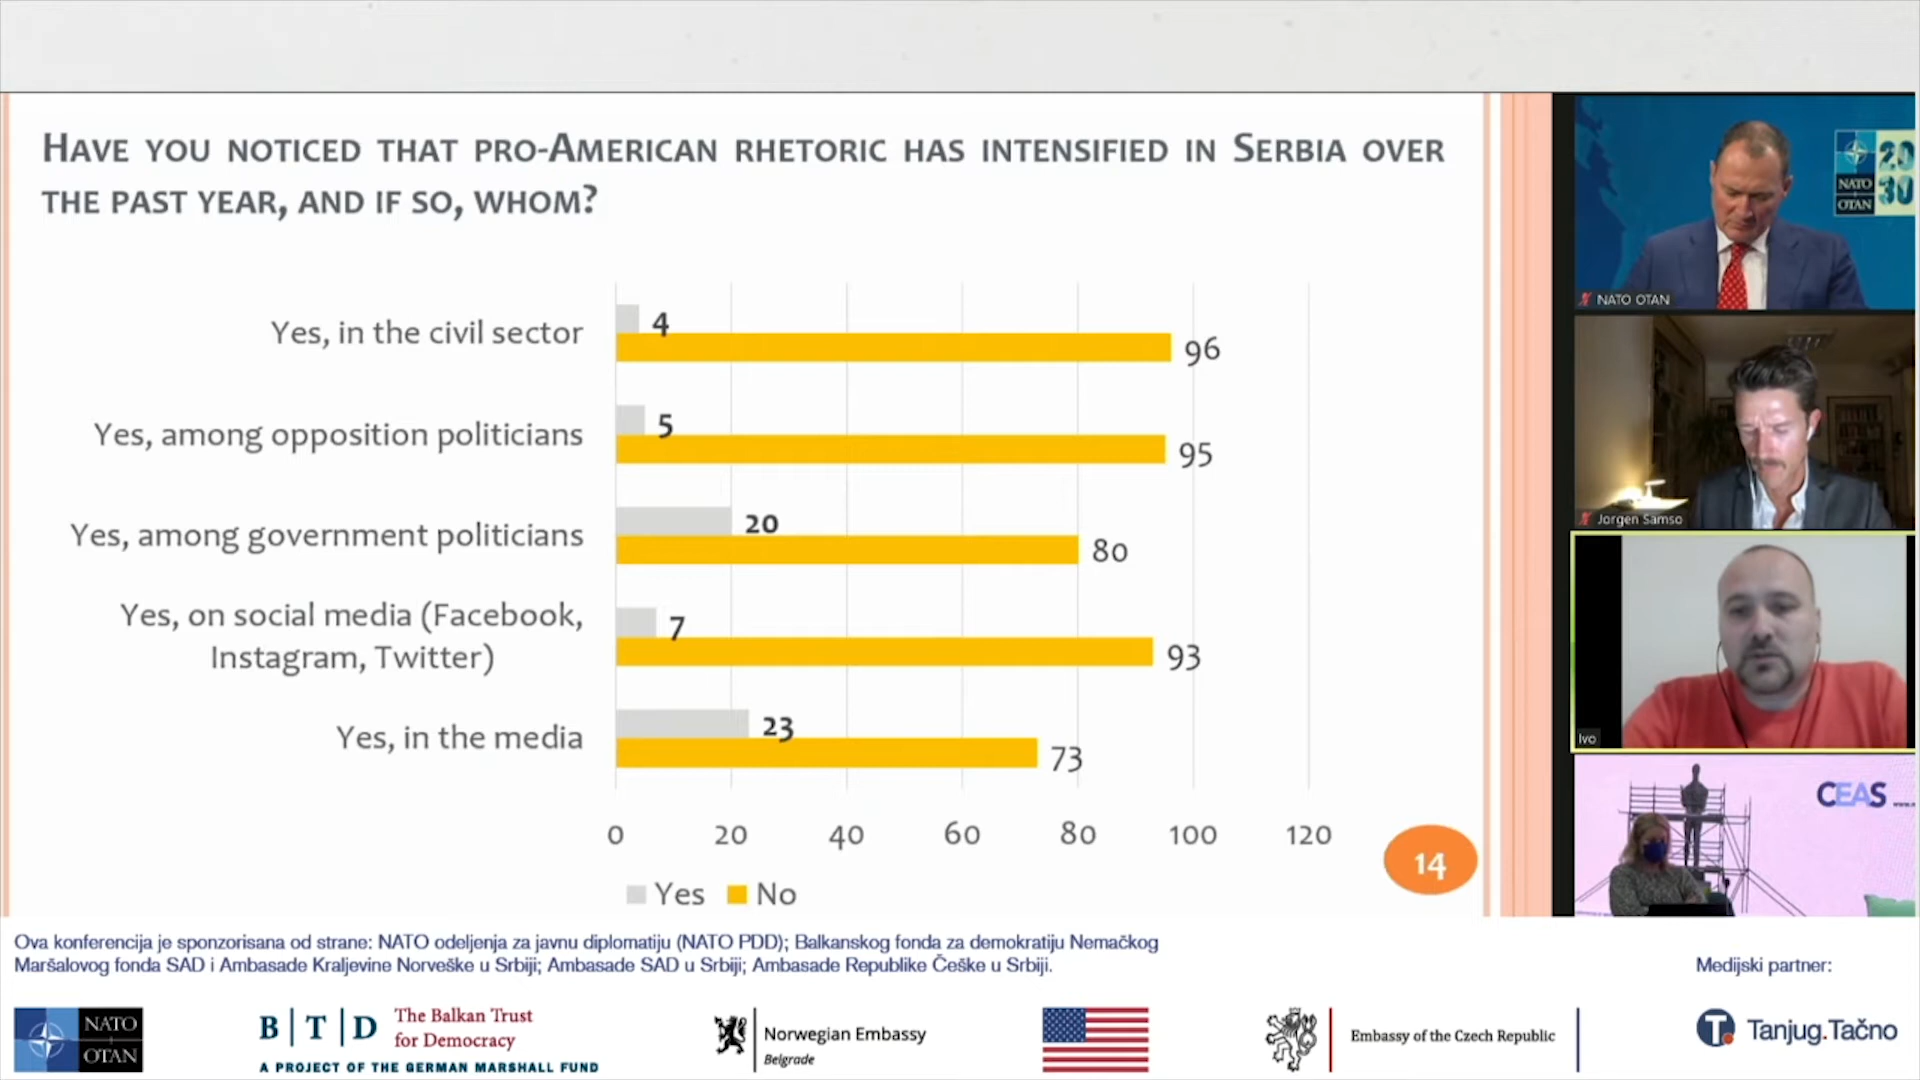 HAVE YOU NOTICED THAT PRO-AMERICAN RHETORIC HAS INTENSIFIED IN SERBIA OVER
THE PAST YEAR, AND IF SO, WHOM?
Yes, in the civil sector
4
96
Yes, among opposition politicians
5
95
Yes, among government politicians
20
80
Yes, on social media (Facebook,
Instagram, Twitter)
7
93
Yes, in the media
23
73
0 20 40 60 80 100 120
Yes No
14
NATO
OTAN
20
30
NATO OTAN
Jorgen Samso
Ivo
CEAS
Ova konferencija je sponzorisana od strane: NATO odeljenja za javnu diplomatiju (NATO PDD); Balkanskog fonda za demokratiju Nemačkog
Maršalovog fonda SAD i Ambasade Kraljevine Norveške u Srbiji; Ambasade SAD u Srbiji; Ambasade Republike Češke u Srbiji.
Medijski partner:
NATO
OTAN
B|T|D
The Balkan Trust
for Democracy
A PROJECT OF THE GERMAN MARSHALL FUND
Norwegian Embassy
Belgrade
Embassy of the Czech Republic
T. Tanjug.Tačno